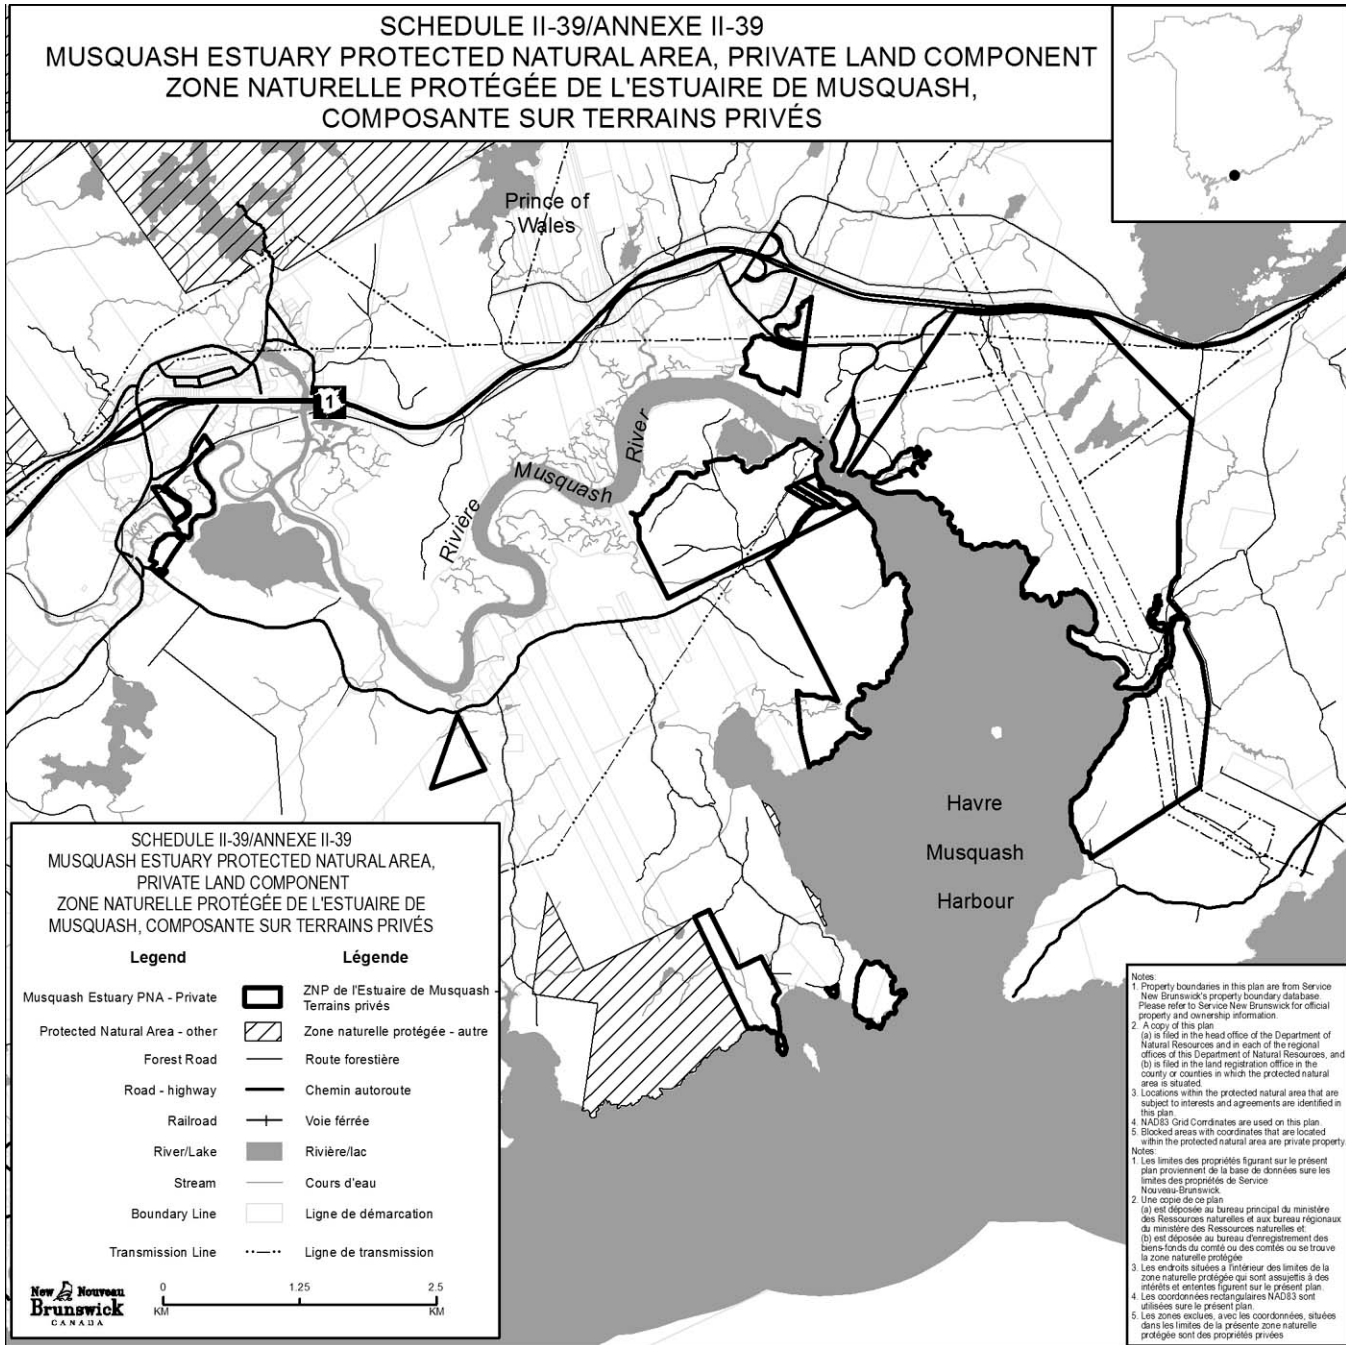 SCHEDULE II-39/ANNEXE II-39
MUSQUASH ESTUARY PROTECTED NATURAL AREA, PRIVATE LAND COMPONENT
ZONE NATURELLE PROTÉGÉE DE L'ESTUAIRE DE MUSQUASH,
COMPOSANTE SUR TERRAINS PRIVÉS
Prince of
Wales
1
Rivière
Musquash
River
Havre
Musquash
Harbour
SCHEDULE II-39/ANNEXE II-39
MUSQUASH ESTUARY PROTECTED NATURAL AREA,
PRIVATE LAND COMPONENT
ZONE NATURELLE PROTÉGÉE DE L'ESTUAIRE DE
MUSQUASH, COMPOSANTE SUR TERRAINS PRIVÉS
Legend Légende
Musquash Estuary PNA - Private ZNP de l'Estuaire de Musquash -
Terrains privés
Protected Natural Area - other Zone naturelle protégée - autre
Forest Road Route forestière
Road - highway Chemin autoroute
Railroad Voie férrée
River/Lake Rivière/lac
Stream Cours d'eau
Boundary Line Ligne de démarcation
Transmission Line Ligne de transmission
New Nouveau
Brunswick
CANADA
0 1.25 2.5
KM KM
Notes:
1. Property boundaries in this plan are from Service
New Brunswick's property boundary database.
Please refer to Service New Brunswick for official
property and ownership information.
2. A copy of this plan
(a) is filed in the head office of the Department of
Natural Resources and in each of the regional
offices of this Department of Natural Resources, and
(b) is filed in the land registration offfice in the
county or counties in which the protected natural
area is situated.
3. Locations within the protected natural area that are
subject to interests and agreements are identified in
this plan.
4. NAD83 Grid Corrdinates are used on this plan.
5. Blocked areas with coordinates that are located
within the protected natural area are private property.
Notes:
1. Les limites des propriétés figurant sur le présent
plan proviennent de la base de données sure les
limites des propriétés de Service
Nouveau-Brunswick.
2. Une copie de ce plan
(a) est déposée au bureau principal du ministère
des Ressources naturelles et aux bureau régionaux
du ministère des Ressources naturelles et:
(b) est déposée au bureau d'enregistrement des
biens-fonds du comté ou des comtés ou se trouve
la zone naturelle protégée
3. Les endroits situées a l'intérieur des limites de la
zone naturelle protégée qui sont assujettis à des
intérêts et ententes figurent sur le présent plan.
4. Les coordonnées rectangulaires NAD83 sont
utilisées sure le présent plan.
5. Les zones exclues, avec les coordonnées, situées
dans les limites de la présente zone naturelle
protégée sont des propriétés privées